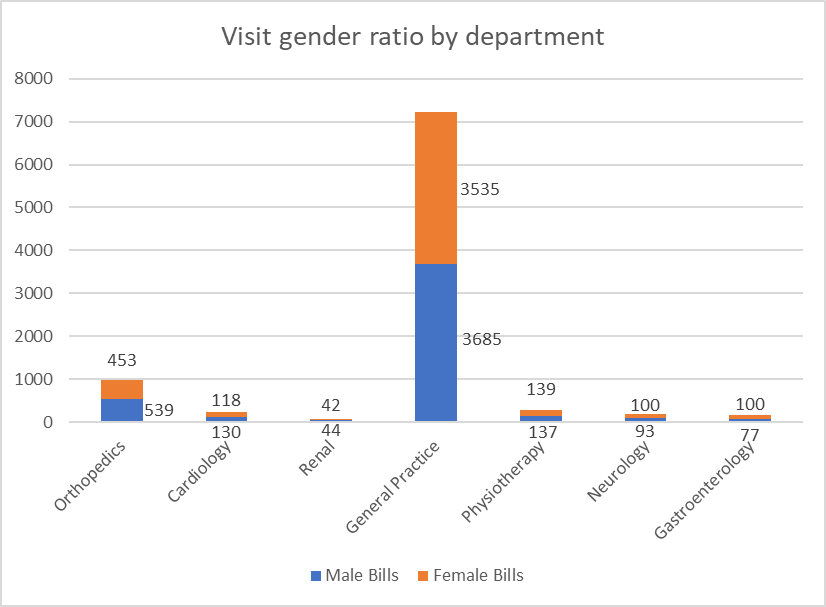 Visit gender ratio by department
8000
7000
6000
5000
4000
3000
2000
1000
0
3535
3685
453
539
118
130
42
44
139
137
100
93
100
77
Orthopedics
Cardiology
Renal
General Practice
Physiotherapy
Neurology
Gastroenterology
Male Bills
Female Bills